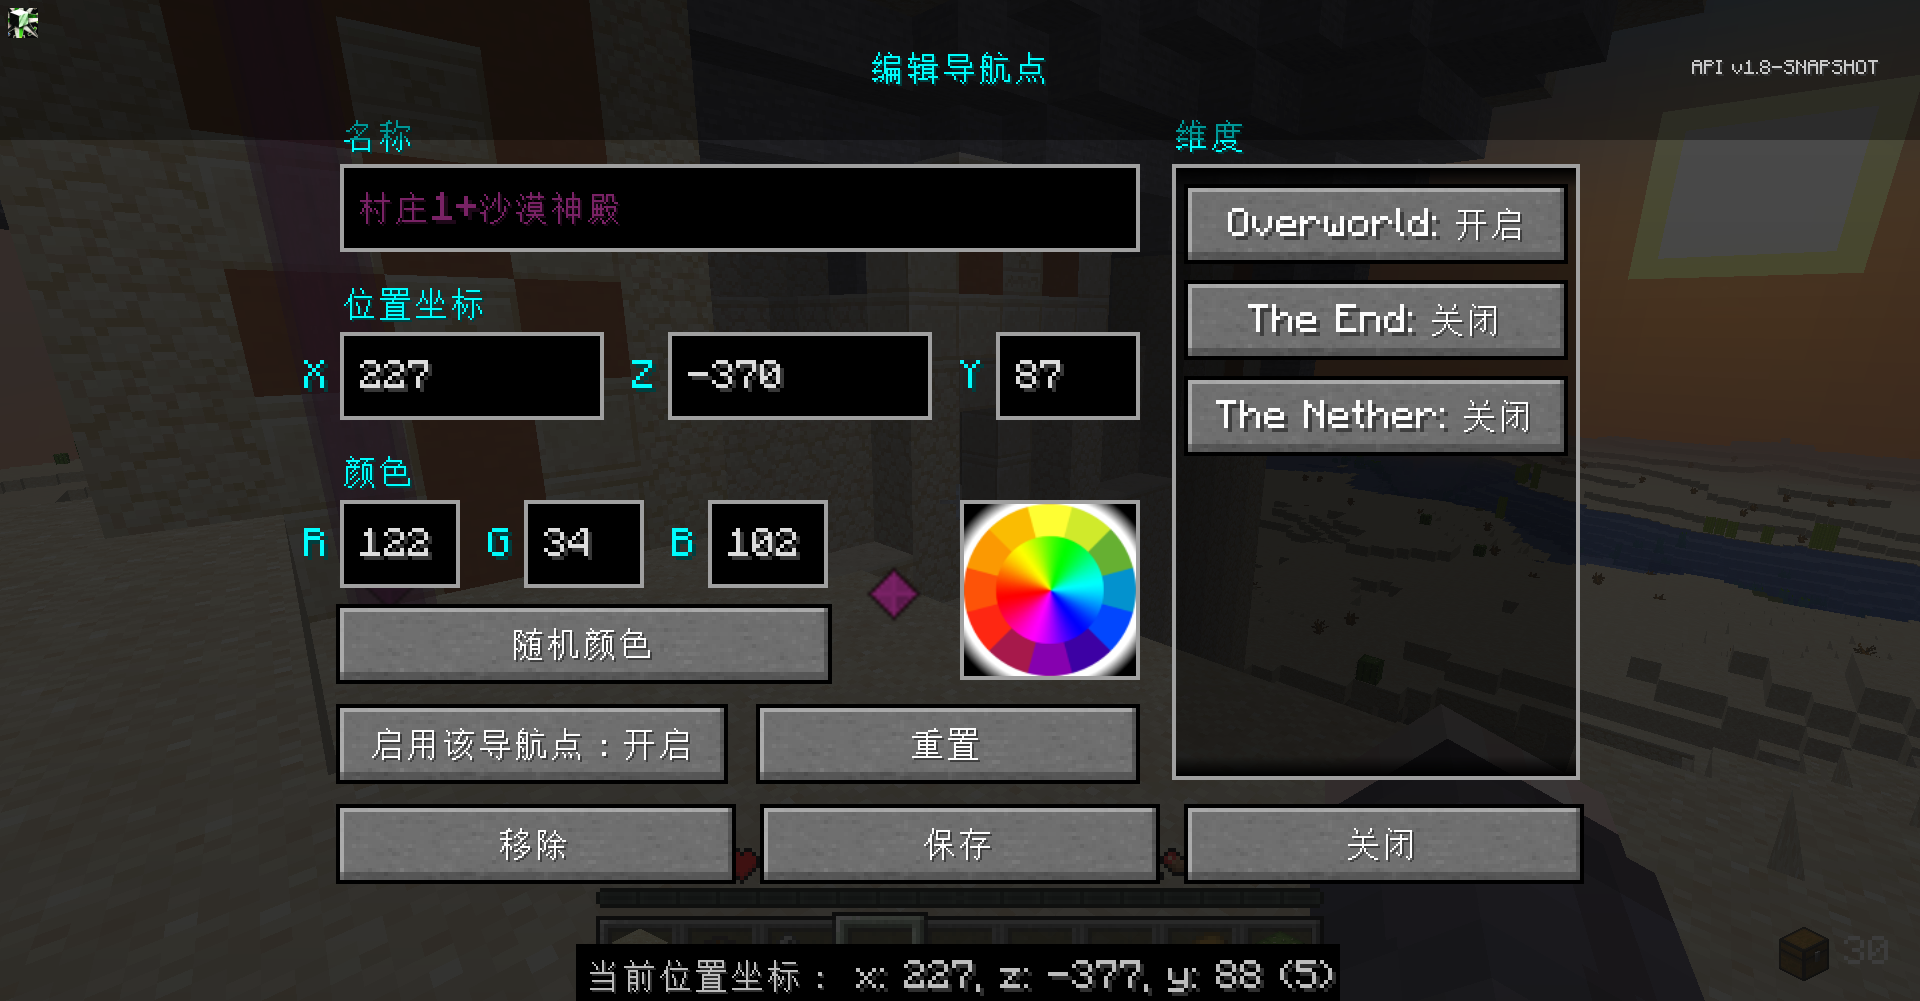 编辑导航点
API v1.8-SNAPSHOT
名称
村庄1+沙漠神殿
位置坐标
X 227 Z -370 Y 87
颜色
R 122 G 34 B 102
随机颜色
启用该导航点：开启
重置
维度
Overworld: 开启
The End: 关闭
The Nether: 关闭
移除
保存
关闭
当前位置坐标： x: 227, z: -377, y: 88 (5)
30